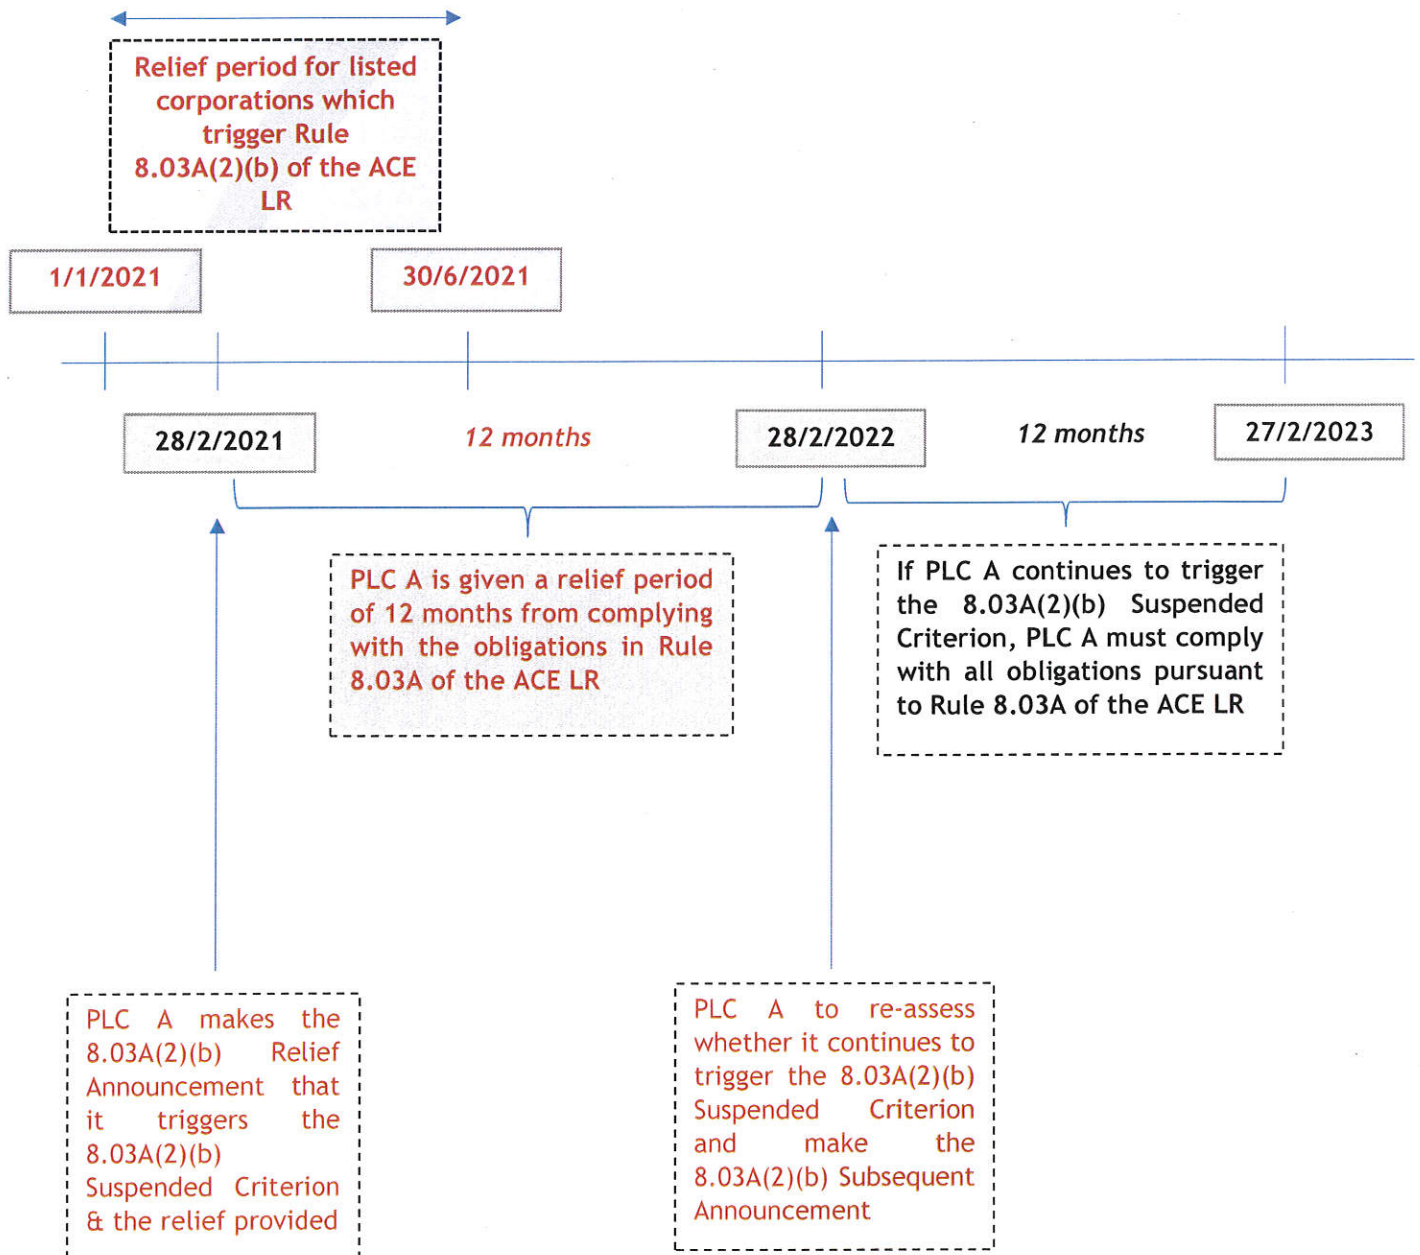 Relief period for listed
corporations which
trigger Rule
8.03A(2)(b) of the ACE
LR
1/1/2021
30/6/2021
28/2/2021
12 months
28/2/2022
12 months
27/2/2023
PLC A is given a relief period
of 12 months from complying
with the obligations in Rule
8.03A of the ACE LR
If PLC A continues to trigger
the 8.03A(2)(b) Suspended
Criterion, PLC A must comply
with all obligations pursuant
to Rule 8.03A of the ACE LR
PLC A makes the
8.03A(2)(b) Relief
Announcement that
it triggers the
8.03A(2)(b)
Suspended Criterion
& the relief provided
PLC A to re-assess
whether it continues to
trigger the 8.03A(2)(b)
Suspended Criterion
and make the
8.03A(2)(b) Subsequent
Announcement